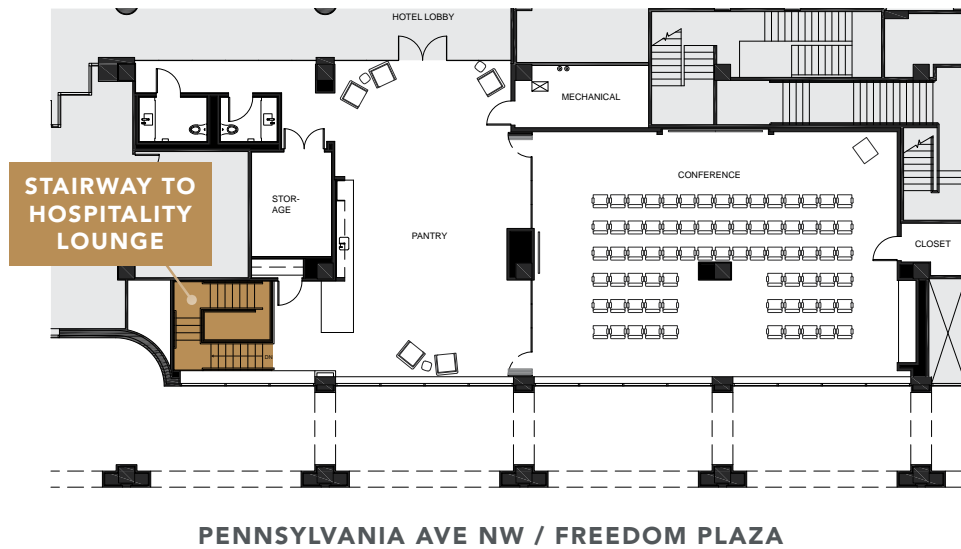 HOTEL LOBBY
MECHANICAL
CONFERENCE
STAIRWAY TO
HOSPITALITY
LOUNGE
STOR-
AGE
PANTRY
CLOSET
DN
PENNSYLVANIA AVE NW / FREEDOM PLAZA